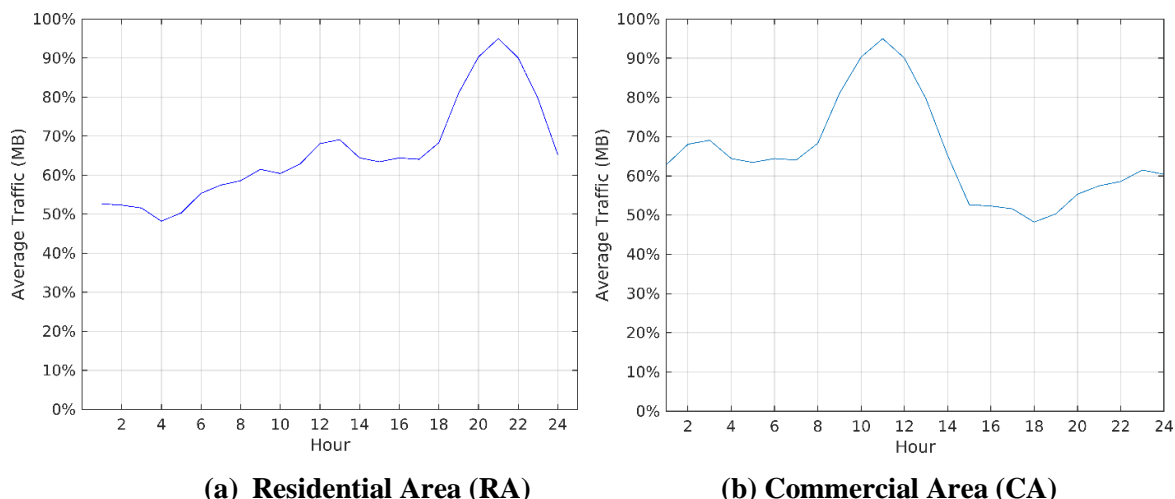 100%
90%
80%
70%
60%
50%
40%
30%
20%
10%
0%
Average Traffic (MB)
2 4 6 8 10 12 14 16 18 20 22 24
Hour
(a) Residential Area (RA)
100%
90%
80%
70%
60%
50%
40%
30%
20%
10%
0%
Average Traffic (MB)
2 4 6 8 10 12 14 16 18 20 22 24
Hour
(b) Commercial Area (CA)